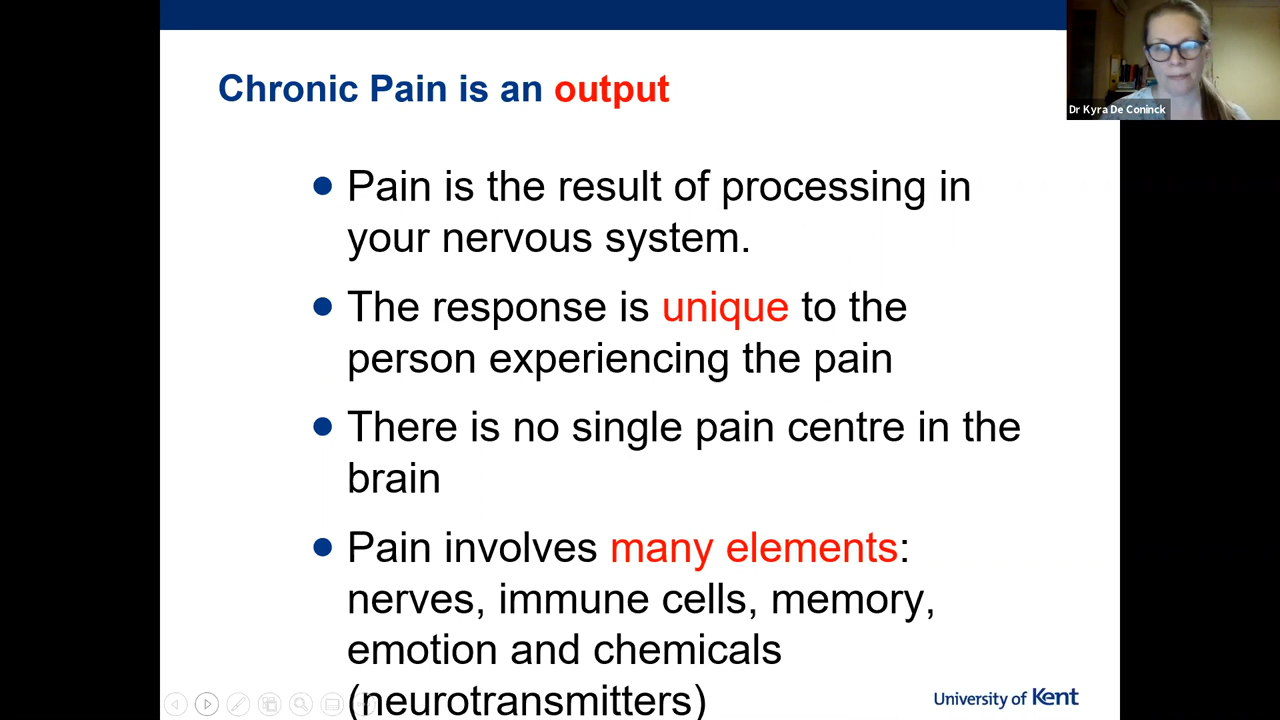 Chronic Pain is an output
Dr Kyra De Coninck
• Pain is the result of processing in
your nervous system.
• The response is unique to the
person experiencing the pain
• There is no single pain centre in the
brain
• Pain involves many elements:
nerves, immune cells, memory,
emotion and chemicals
(neurotransmitters)
University of Kent